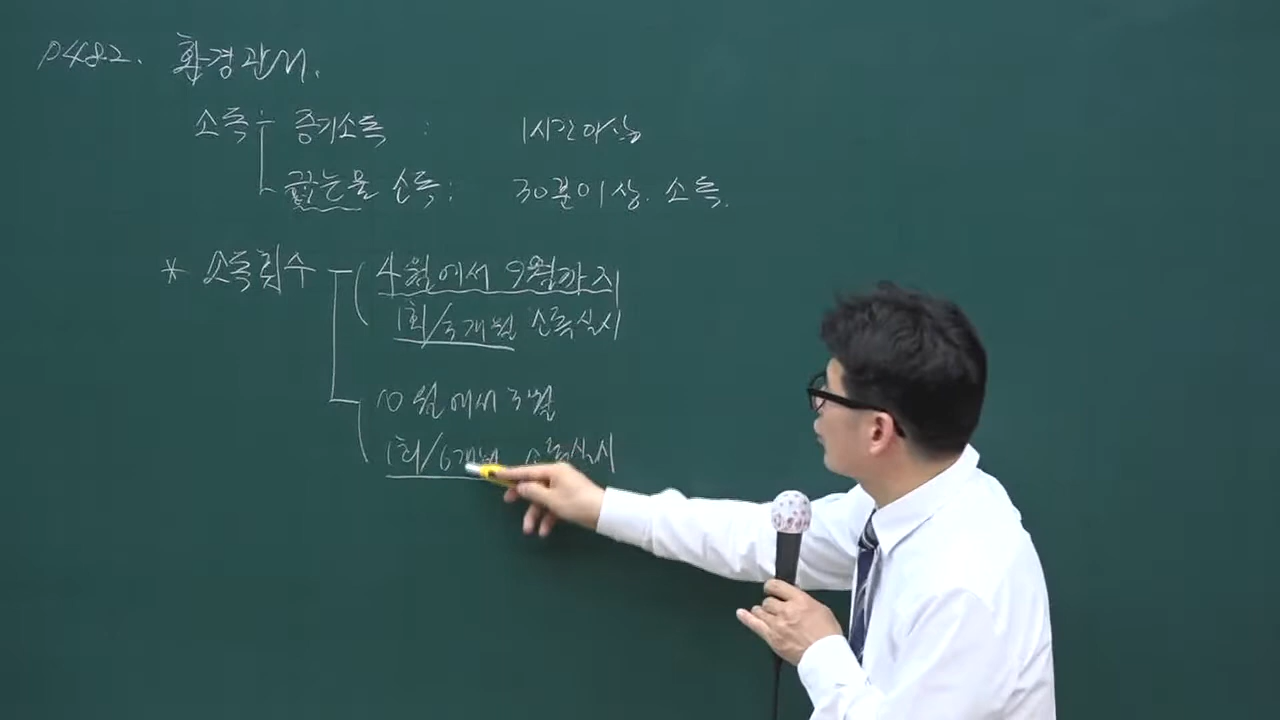 P482. 환경관리.
소독 증기소독 : 1시간이상
끓는물 소독 : 30분이상. 소독.
* 소독횟수 4월에서 9월까지
1회/3개월 소독실시
10월에서 3월
1회/6개월 소독실시